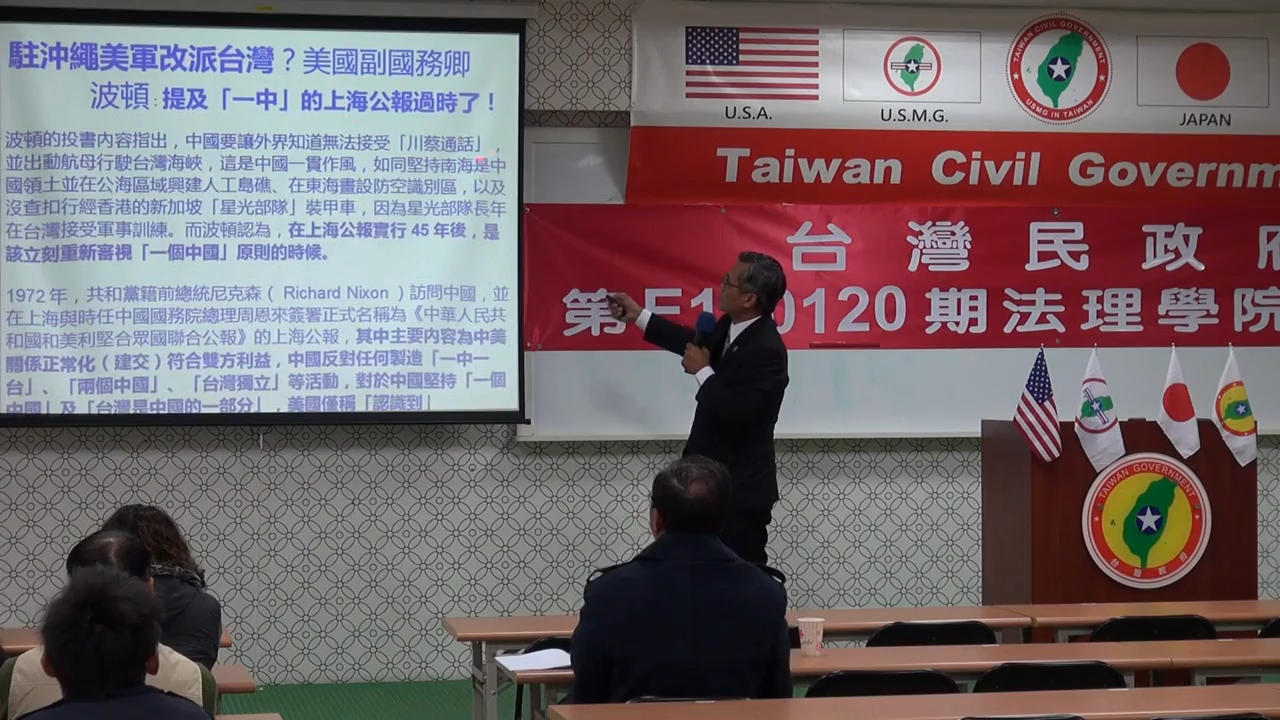 駐沖繩美軍改派台灣？美國副國務卿
波頓：提及「一中」的上海公報過時了！
波頓的投書內容指出，中國要讓外界知道無法接受「川蔡通話」，
並出動航母行駛台灣海峽，這是中國一貫作風，如同堅持南海是中
國領土並在公海區域興建人工島礁、在東海畫設防空識別區，以及
沒查扣行經香港的新加坡「星光部隊」裝甲車，因為星光部隊長年
在台灣接受軍事訓練。而波頓認為，在上海公報實行 45 年後，是
該立刻重新審視「一個中國」原則的時候。
1972 年，共和黨籍前總統尼克森（ Richard Nixon ）訪問中國，並
在上海與時任中國國務院總理周恩來簽署正式名稱為《中華人民共
和國和美利堅合眾國聯合公報》的上海公報，其中主要內容為中美
關係正常化（建交）符合雙方利益，中國反對任何製造「一中一
台」、「兩個中國」、「台灣獨立」等活動，對於中國堅持「一個
中國」及「台灣是中國的一部分」，美國僅稱「認識到」
U.S.A.
U.S.M.G.
TAIWAN CIVIL GOVERNMENT
USMG IN TAIWAN
JAPAN
Taiwan Civil Governm
台灣民政府
第 E1 0120 期法理學院
TAIWAN GOVERNMENT
台灣政府